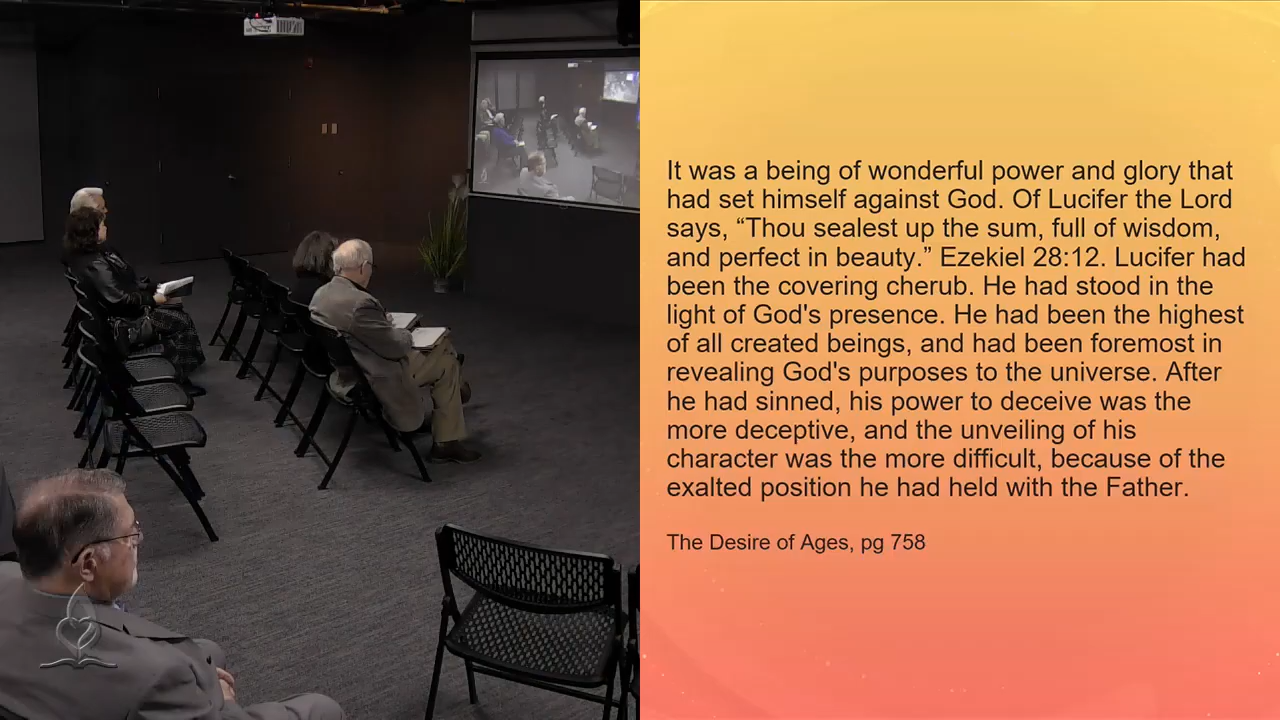 It was a being of wonderful power and glory that
had set himself against God. Of Lucifer the Lord
says, “Thou sealest up the sum, full of wisdom,
and perfect in beauty.” Ezekiel 28:12. Lucifer had
been the covering cherub. He had stood in the
light of God's presence. He had been the highest
of all created beings, and had been foremost in
revealing God's purposes to the universe. After
he had sinned, his power to deceive was the
more deceptive, and the unveiling of his
character was the more difficult, because of the
exalted position he had held with the Father.
The Desire of Ages, pg 758